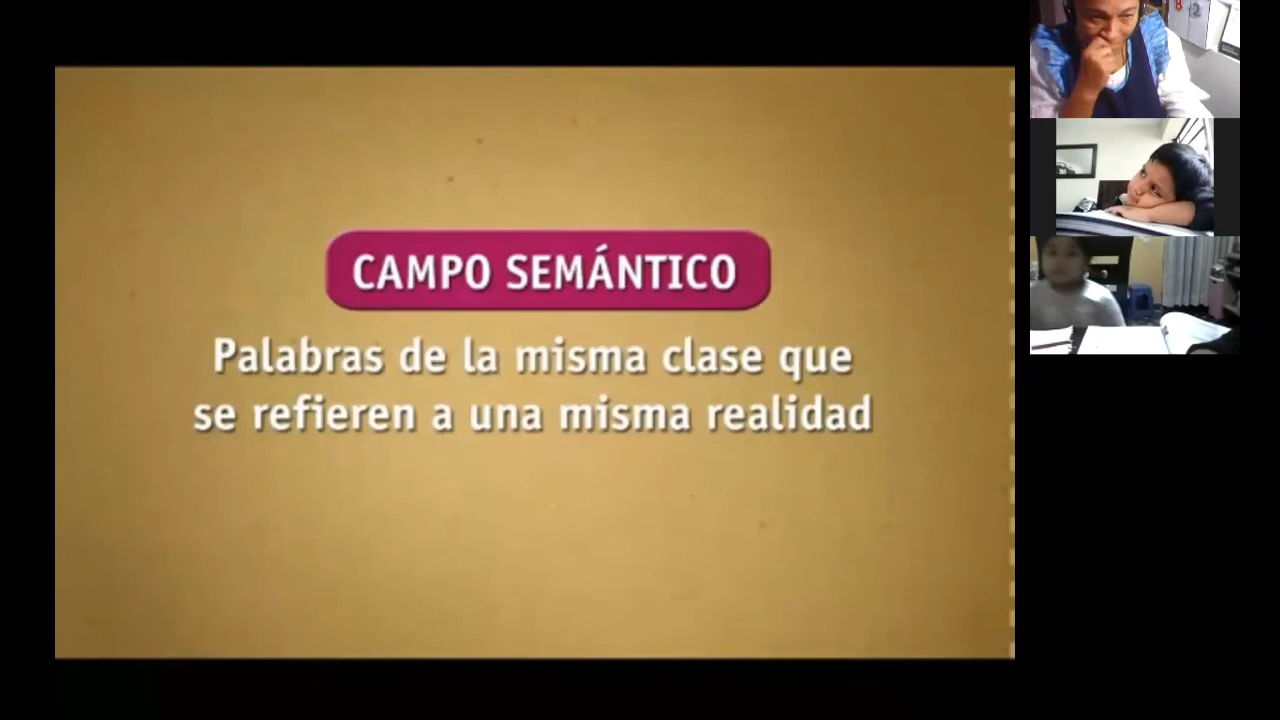 CAMPO SEMÁNTICO
Palabras de la misma clase que
se refieren a una misma realidad